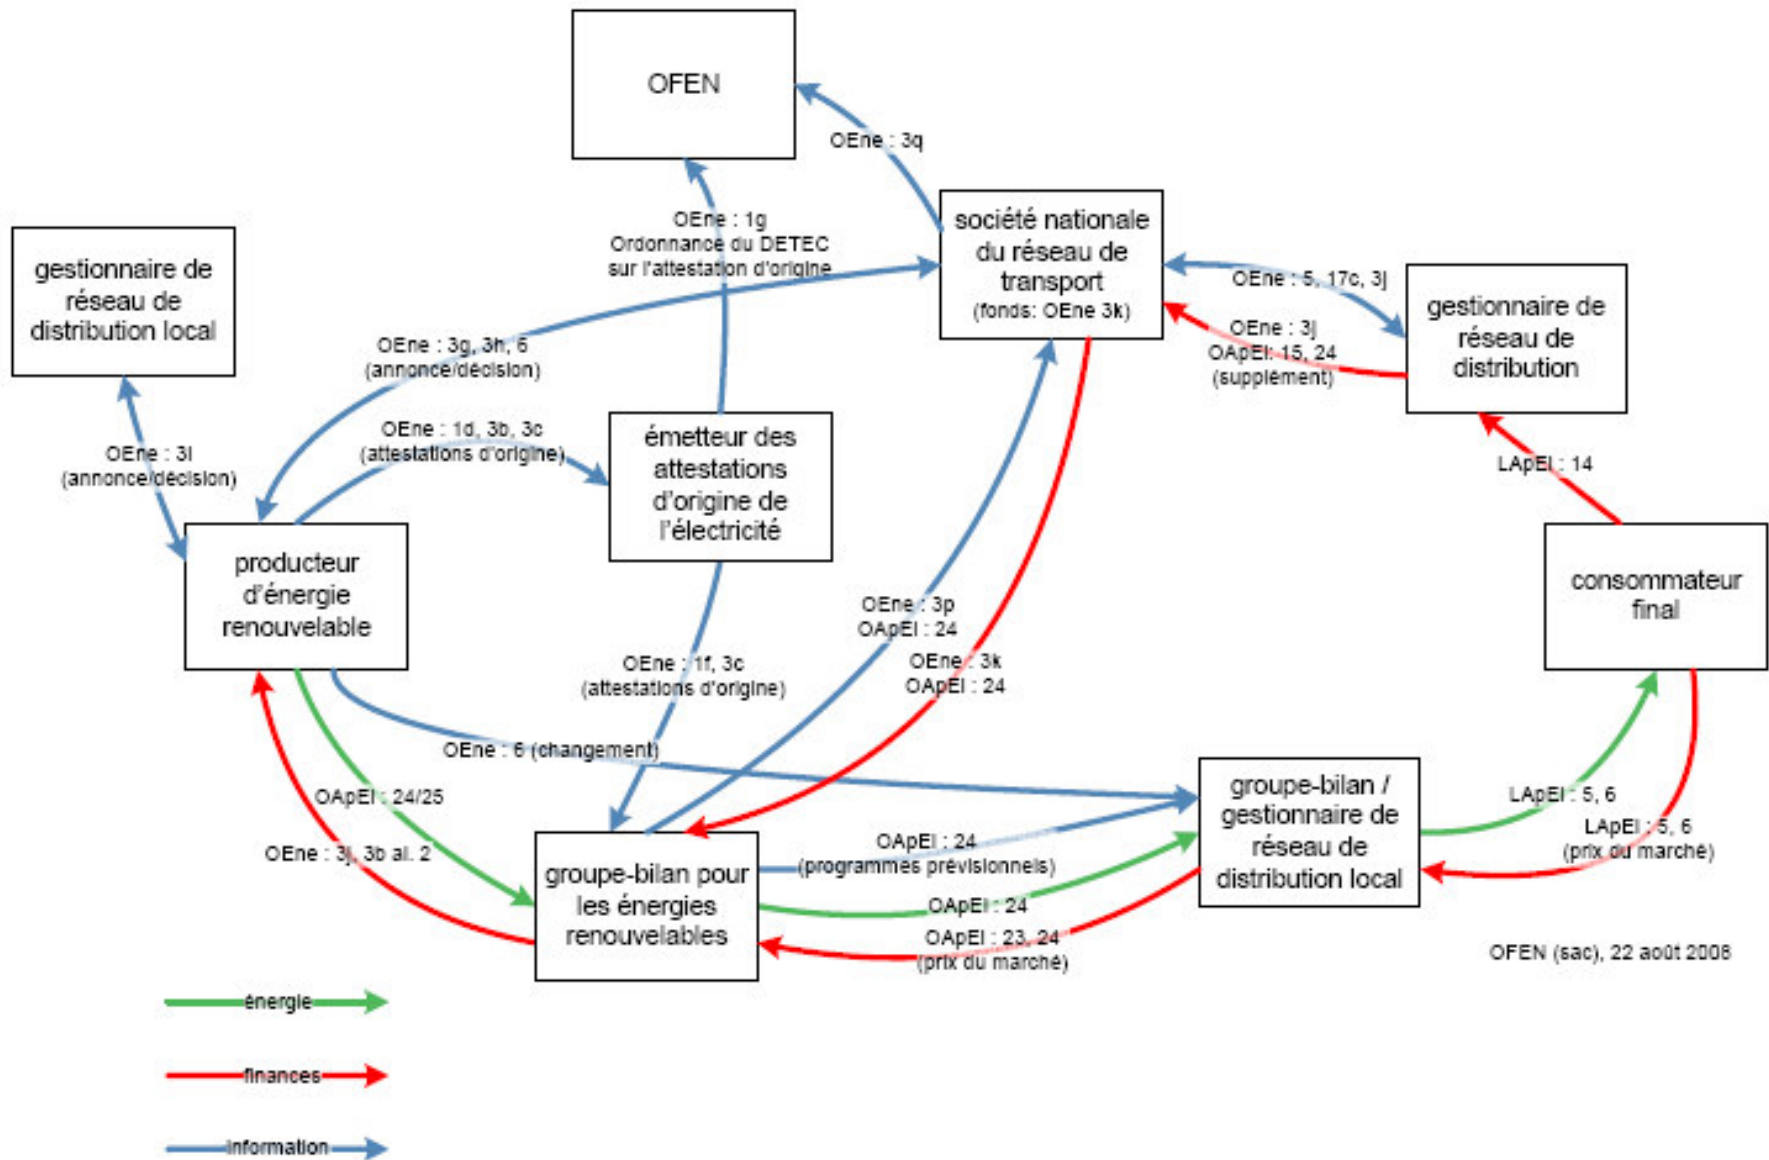 OFEN
OEne : 3q
OEne : 1g
Ordonnance du DETEC
sur l'attestation d'origine
société nationale
du réseau de
transport
(fonds: OEne 3k)
gestionnaire de
réseau de
distribution local
OEne : 5, 17c, 3j
gestionnaire de
réseau de
distribution
OEne : 3j
OApEl: 15, 24
(supplément)
OEne : 3g, 3h, 6
(annonce/décision)
OEne : 3i
(annonce/décision)
OEne : 1d, 3b, 3c
(attestations d'origine)
émetteur des
attestations
d'origine de
l'électricité
LApEl : 14
producteur
d'énergie
renouvelable
consommateur
final
OEne : 3p
OApEl : 24
OEne : 3k
OApEl : 24
OEne : 1f, 3c
(attestations d'origine)
OEne : 6 (changement)
OApEl : 24/25
OEne : 3j, 3b al. 2
groupe-bilan pour
les énergies
renouvelables
OApEl : 24
(programmes prévisionnels)
OApEl : 24
OApEl : 23, 24
(prix du marché)
groupe-bilan /
gestionnaire de
réseau de
distribution local
LApEl : 5, 6
LApEl : 5, 6
(prix du marché)
OFEN (sac), 22 août 2008
énergie
finances
information